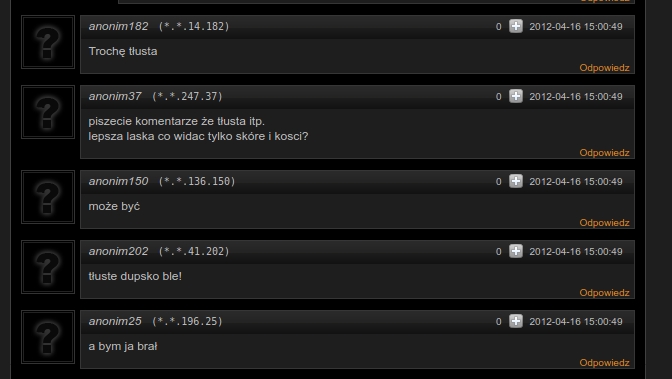 anonim182 (*.*.14.182) 0 2012-04-16 15:00:49
Trochę tłusta
Odpowiedz
anonim37 (*.*.247.37) 0 2012-04-16 15:00:49
piszecie komentarze że tłusta itp.
lepsza laska co widac tylko skóre i kosci?
Odpowiedz
anonim150 (*.*.136.150) 0 2012-04-16 15:00:49
może być
Odpowiedz
anonim202 (*.*.41.202) 0 2012-04-16 15:00:49
tłuste dupsko ble!
Odpowiedz
anonim25 (*.*.196.25) 0 2012-04-16 15:00:49
a bym ja brał
Odpowiedz